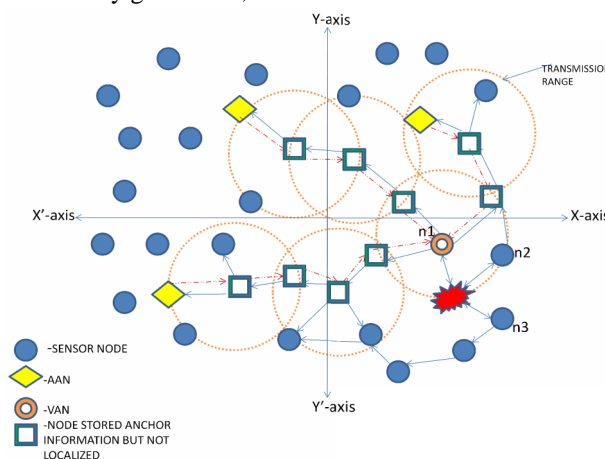 Y-axis
TRANSMISSION
RANGE
X'-axis
X-axis
n1
n2
n3
Y'-axis
-SENSOR NODE
-AAN
-VAN
-NODE STORED ANCHOR
INFORMATION BUT NOT
LOCALIZED